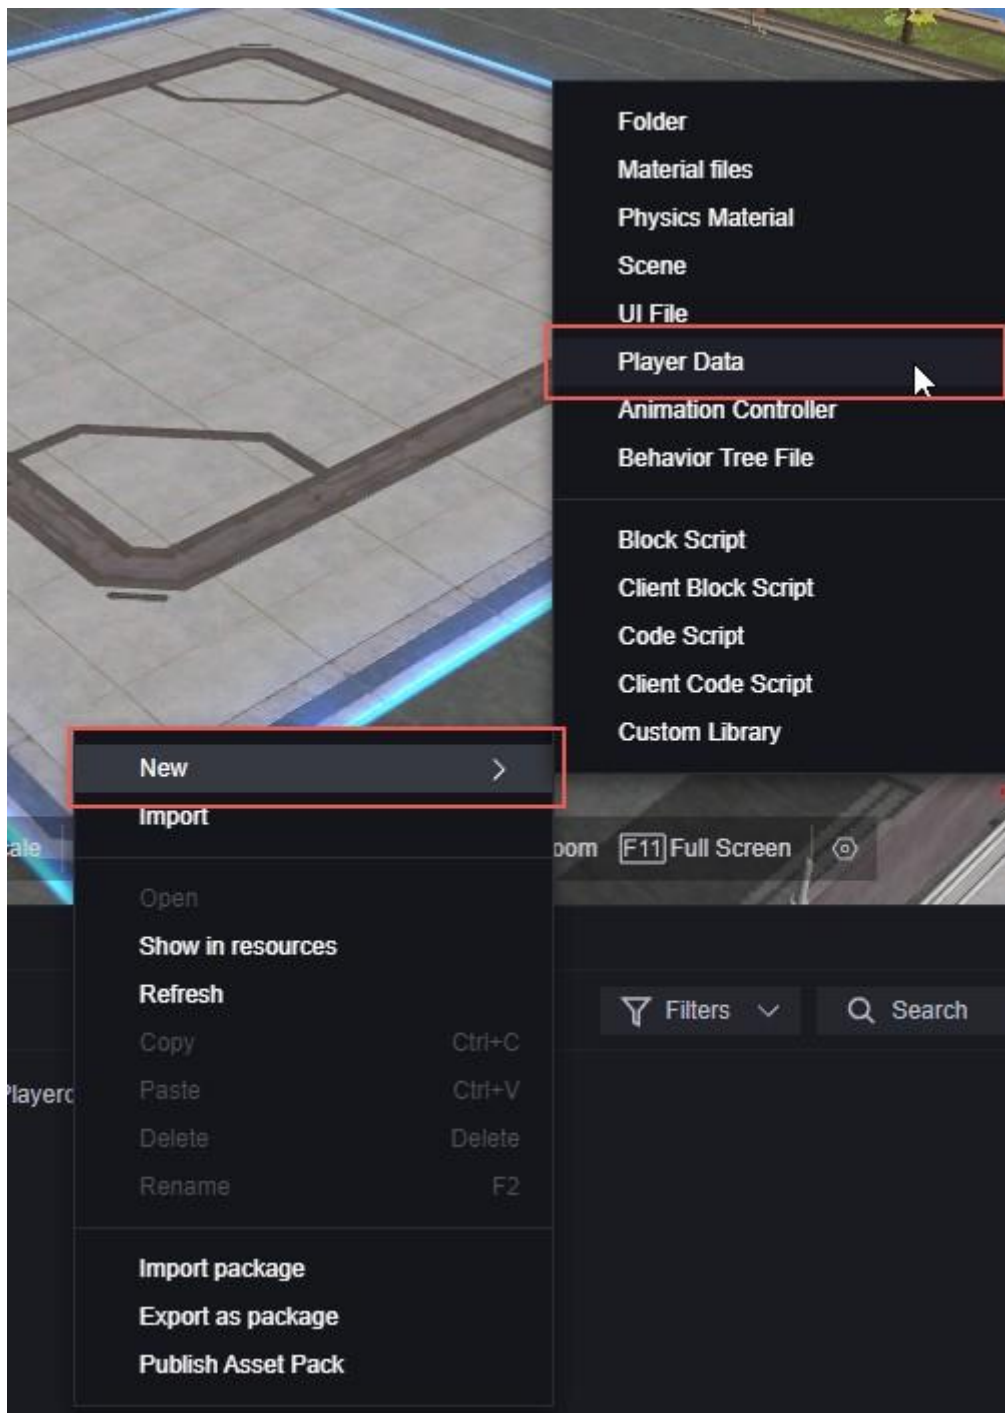 Folder
Material files
Physics Material
Scene
UI File
Player Data
Animation Controller
Behavior Tree File
Block Script
Client Block Script
Code Script
Client Code Script
Custom Library
New
Import
F11 Full Screen
Open
Show in resources
Refresh
Filters Search
Copy Ctrl+C
Paste Ctrl+V
Delete Delete
Rename F2
Import package
Export as package
Publish Asset Pack